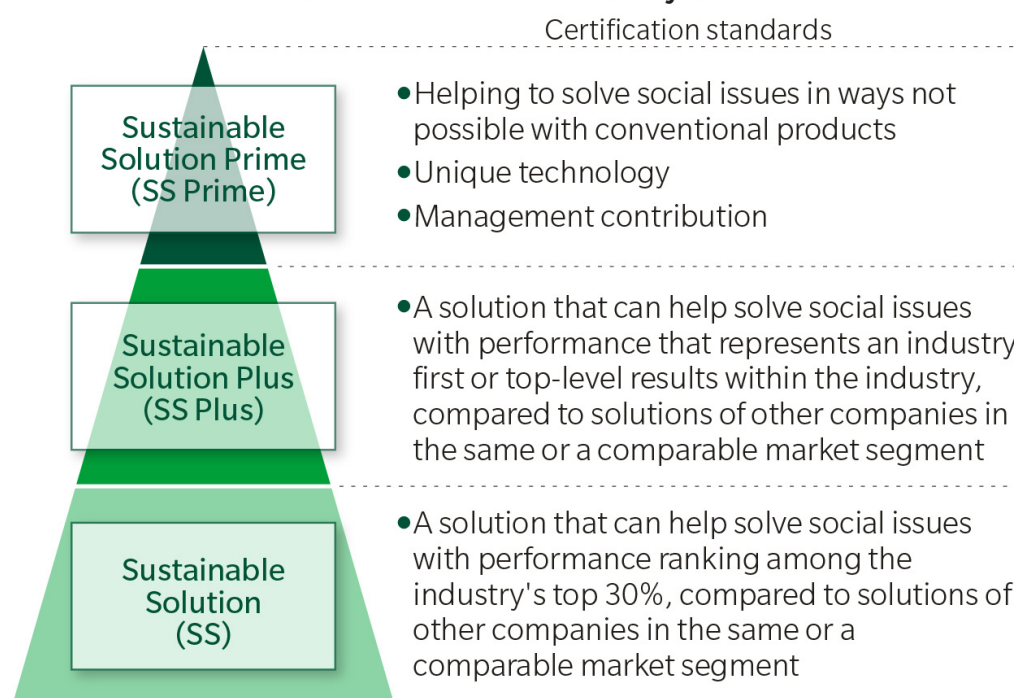 Certification standards
Sustainable
Solution Prime
(SS Prime)
•Helping to solve social issues in ways not
possible with conventional products
•Unique technology
•Management contribution
Sustainable
Solution Plus
(SS Plus)
•A solution that can help solve social issues
with performance that represents an industry
first or top-level results within the industry,
compared to solutions of other companies in
the same or a comparable market segment
Sustainable
Solution
(SS)
•A solution that can help solve social issues
with performance ranking among the
industry's top 30%, compared to solutions of
other companies in the same or a
comparable market segment